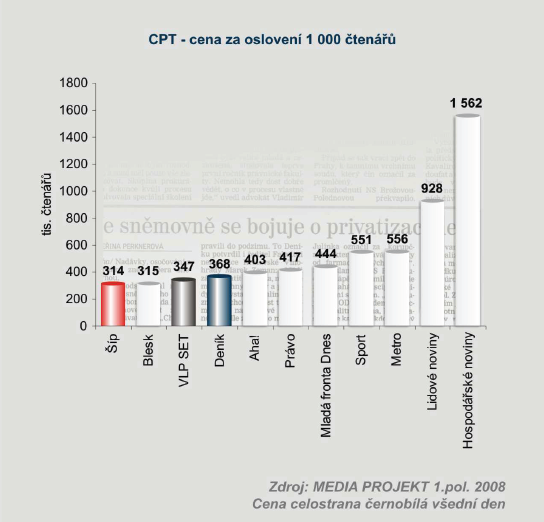 CPT - cena za oslovení 1 000 čtenářů
tis. čtenářů
1800
1600
1400
1200
1000
800
600
400
200
0
314
315
347
368
403
417
444
551
556
928
1 562
Šíp
Blesk
VLP SET
Deník
Aha!
Právo
Mladá fronta Dnes
Sport
Metro
Lidové noviny
Hospodářské noviny
e sněmovně se bojuje o privatizac
Zdroj: MEDIA PROJEKT 1.pol. 2008
Cena celostrana černobílá všední den